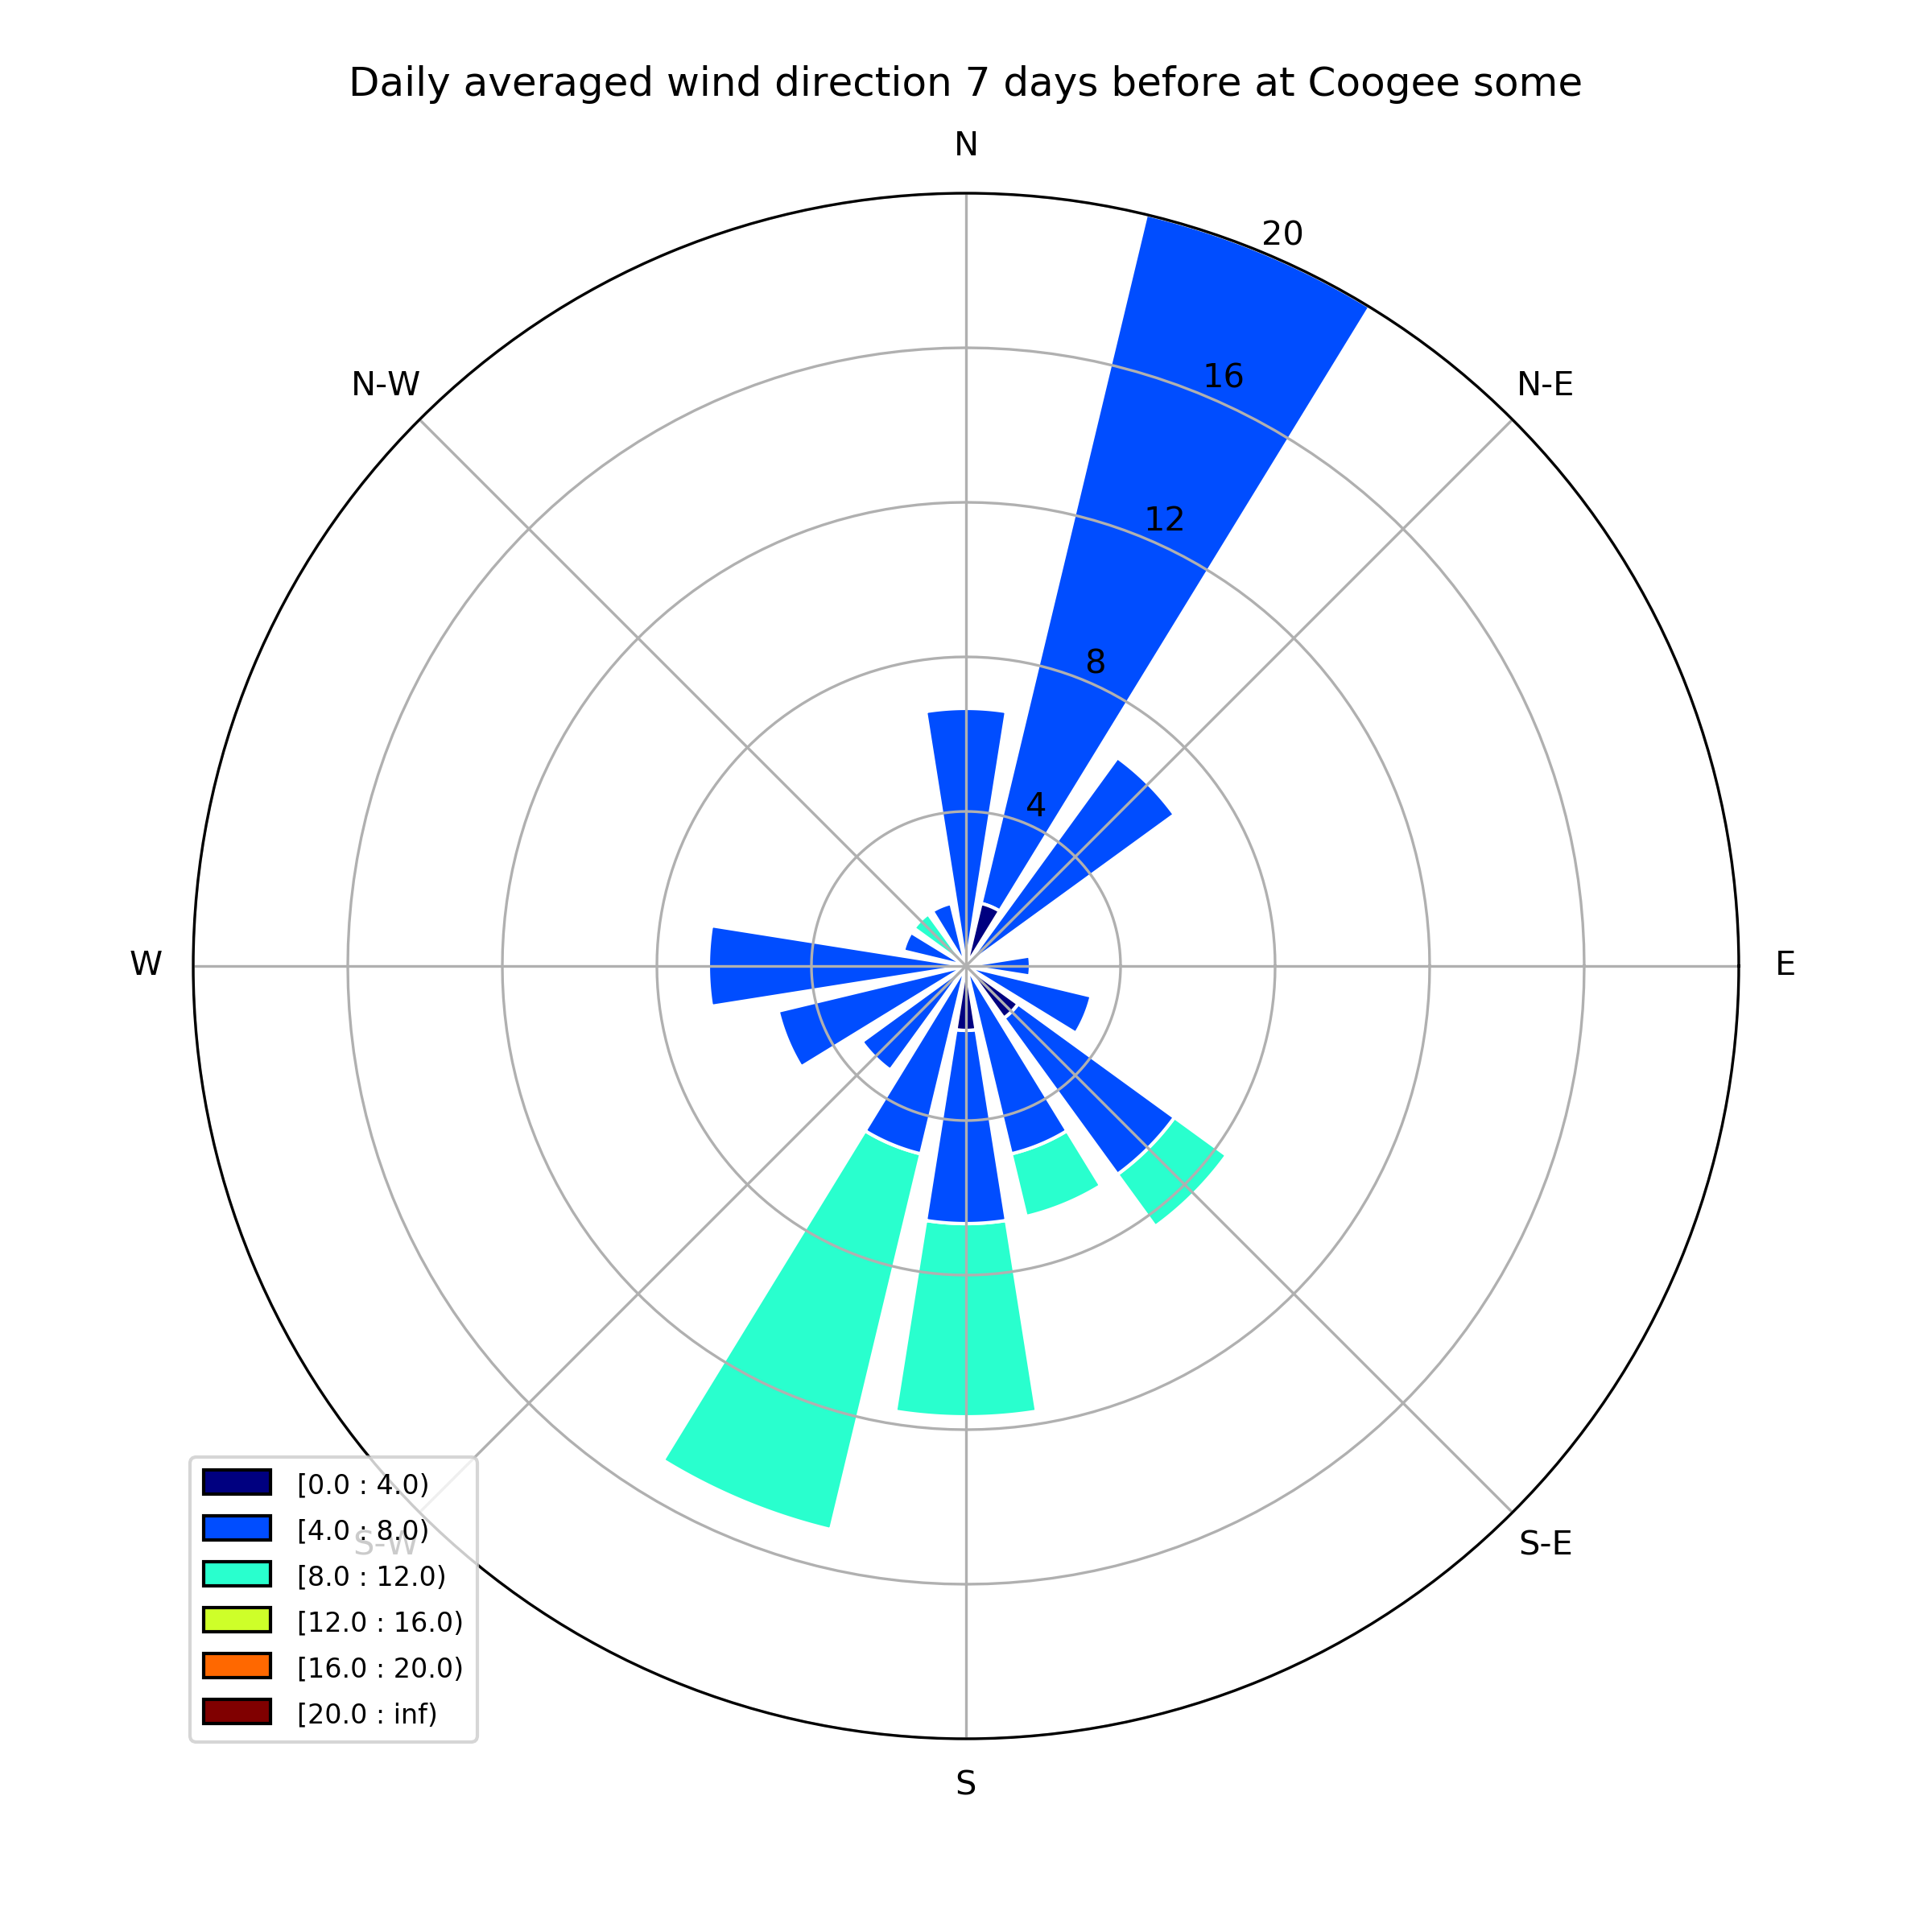 Daily averaged wind direction 7 days before at Coogee some
N
20
N-W
16
N-E
12
8
4
W
E
[0.0 : 4.0)
[4.0 : 8.0)
S-W
S-E
[8.0 : 12.0)
[12.0 : 16.0)
[16.0 : 20.0)
[20.0 : inf)
S